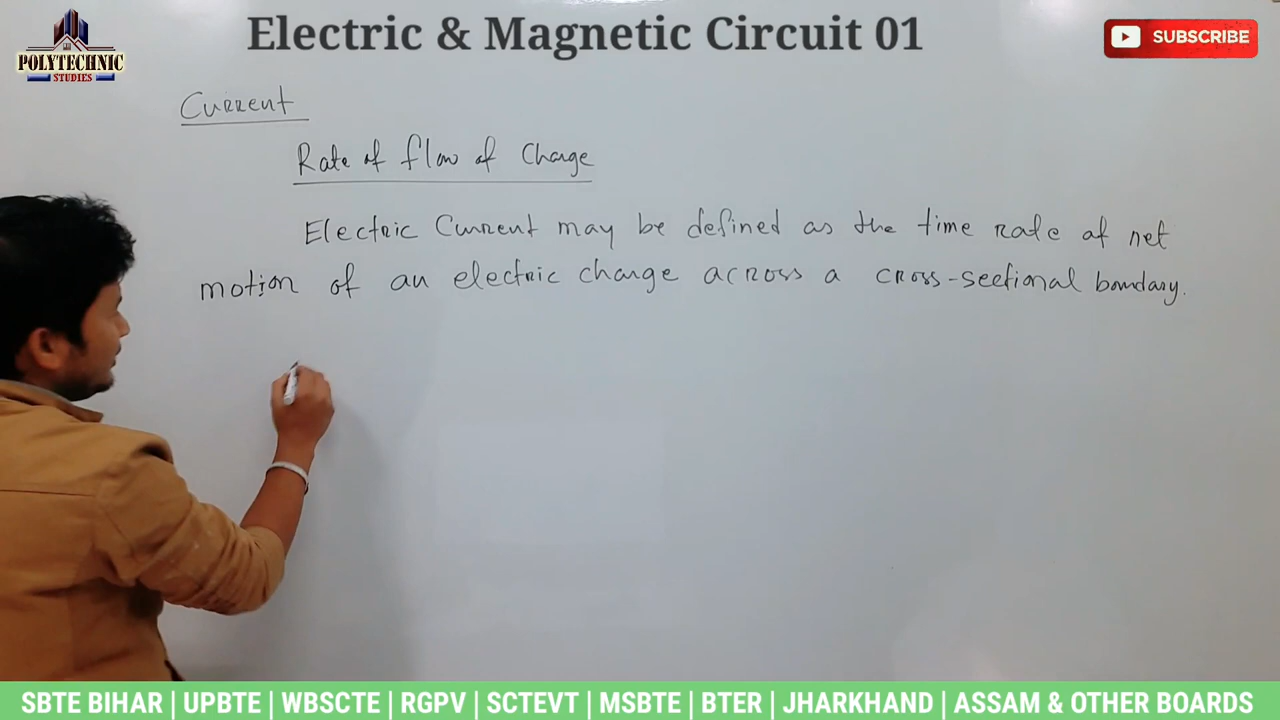 Electric & Magnetic Circuit 01
POLYTECHNIC
STUDIES
SUBSCRIBE
Current
Rate of flow of Charge
Electric Current may be defined as the time rate of net
motion of an electric charge across a cross-sectional boundary.
SBTE BIHAR | UPBTE | WBSCTE | RGPV | SCTEVT | MSBTE | BTER | JHARKHAND | ASSAM & OTHER BOARDS